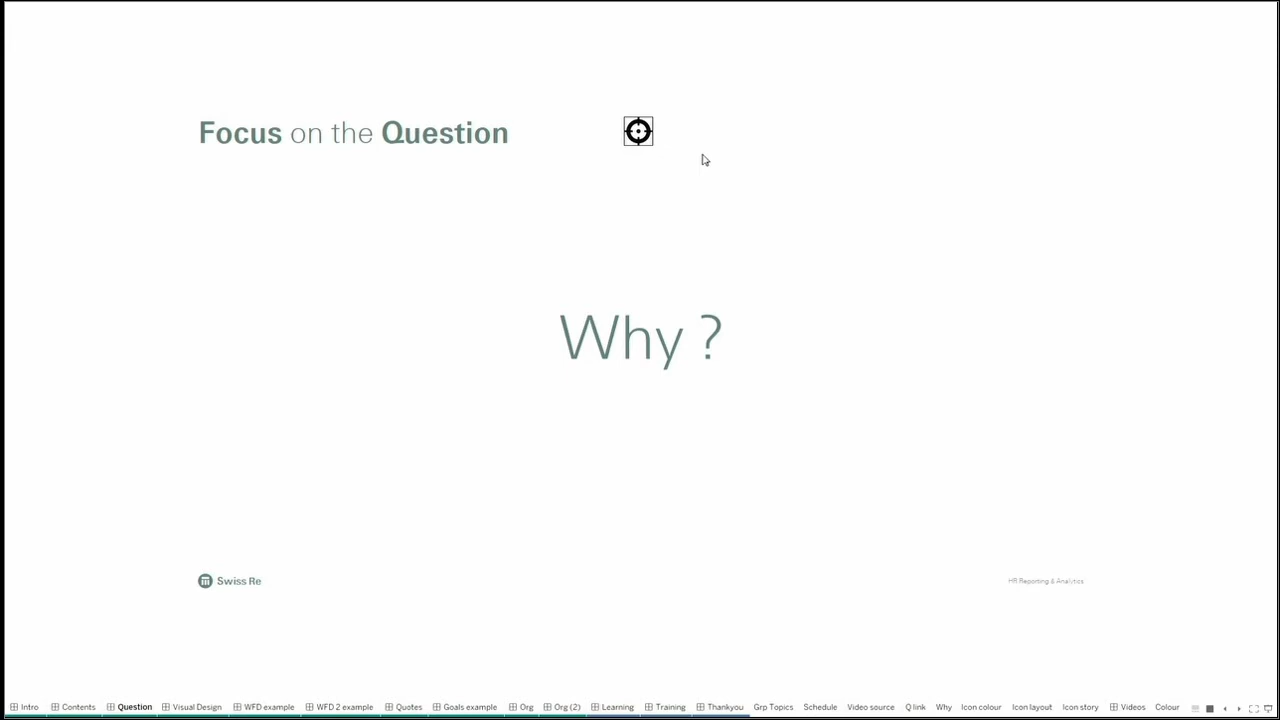 Focus on the Question
Why ?
Swiss Re
HR Reporting & Analytics
Intro Contents Question Visual Design WFD example WFD 2 example Quotes Goals example Org Org (2) Learning Training Thankyou Grp Topics Schedule Video source Q link Why Icon colour Icon layout Icon story Videos Colour